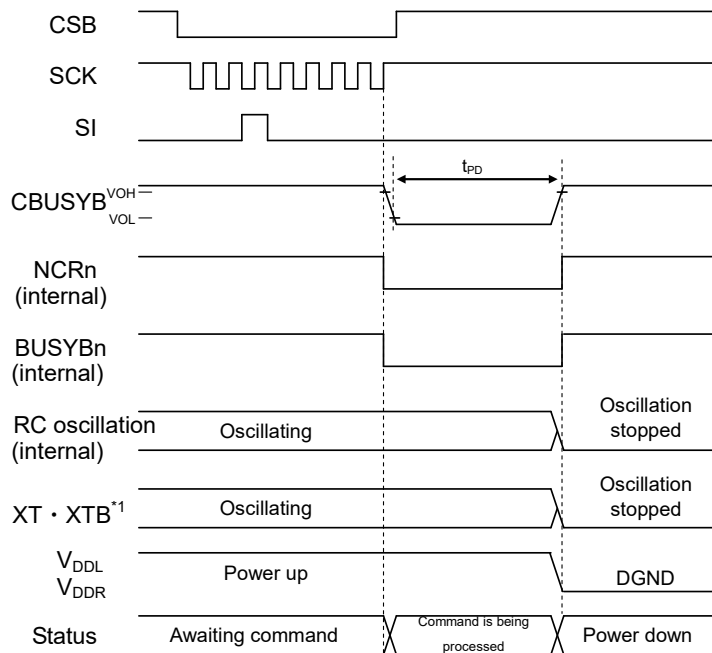 CSB
SCK
SI
tPD
CBUSYB VOH
VOL
NCRn
(internal)
BUSYBn
(internal)
RC oscillation
(internal)
Oscillating
Oscillation
stopped
XT・XTB*1
Oscillating
Oscillation
stopped
VDDL
VDDR
Power up
DGND
Status
Awaiting command
Command is being
processed
Power down